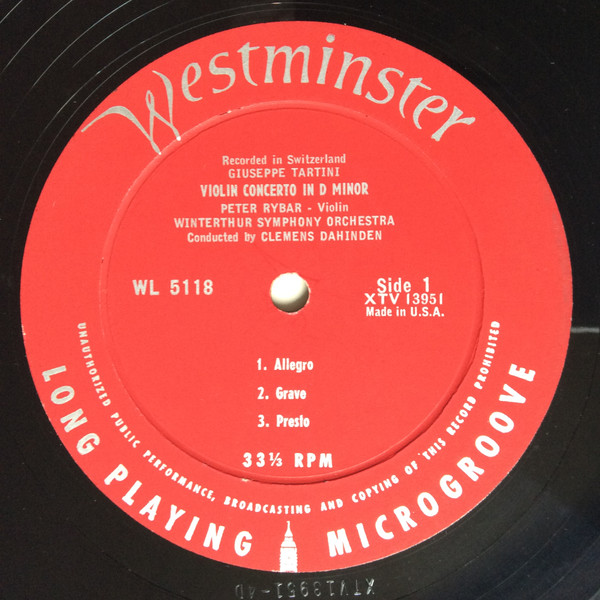 Westminster
Recorded in Switzerland
GIUSEPPE TARTINI
VIOLIN CONCERTO IN D MINOR
PETER RYBAR - Violin
WINTERTHUR SYMPHONY ORCHESTRA
Conducted by CLEMENS DAHINDEN
WL 5118
Side 1
XTV 13951
Made in U.S.A.
1. Allegro
2. Grave
3. Presto
33⅓ RPM
UNAUTHORIZED PUBLIC PERFORMANCE, BROADCASTING AND COPYING OF THIS RECORD PROHIBITED
LONG PLAYING MICROGROOVE
XTV13951-4D